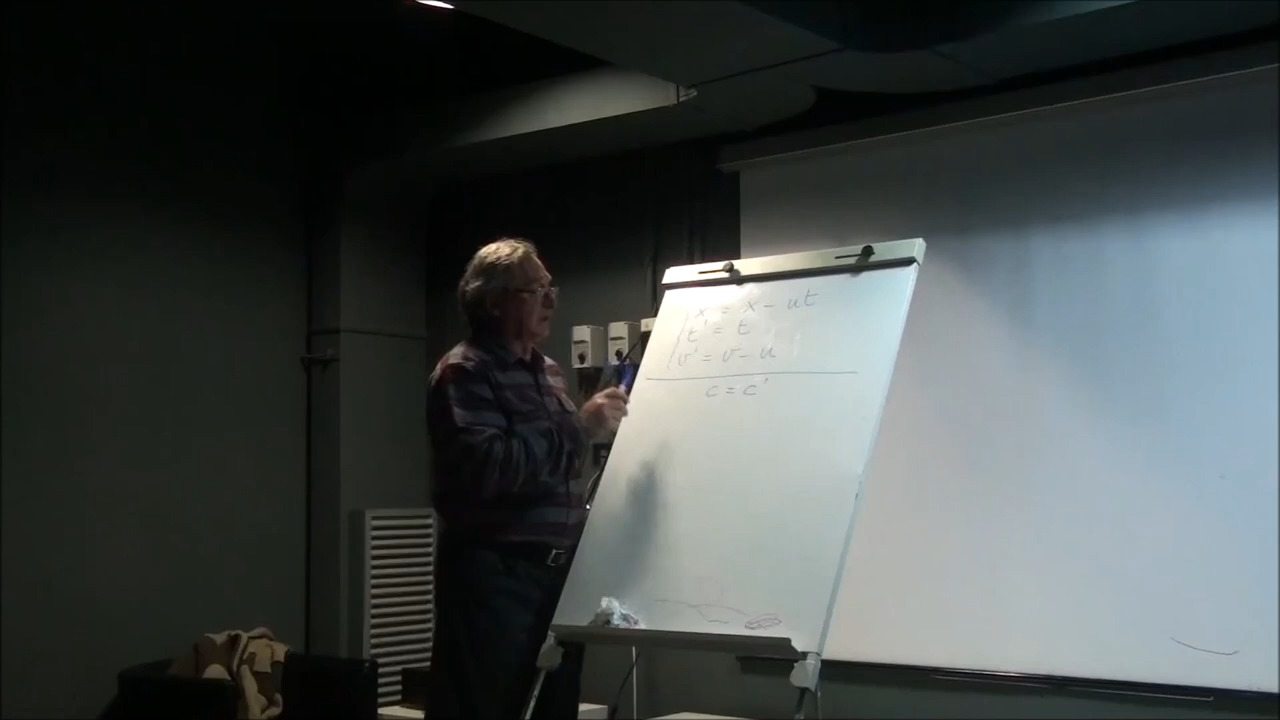 x = x - ut
t' = t
v' = v - u
c = c'